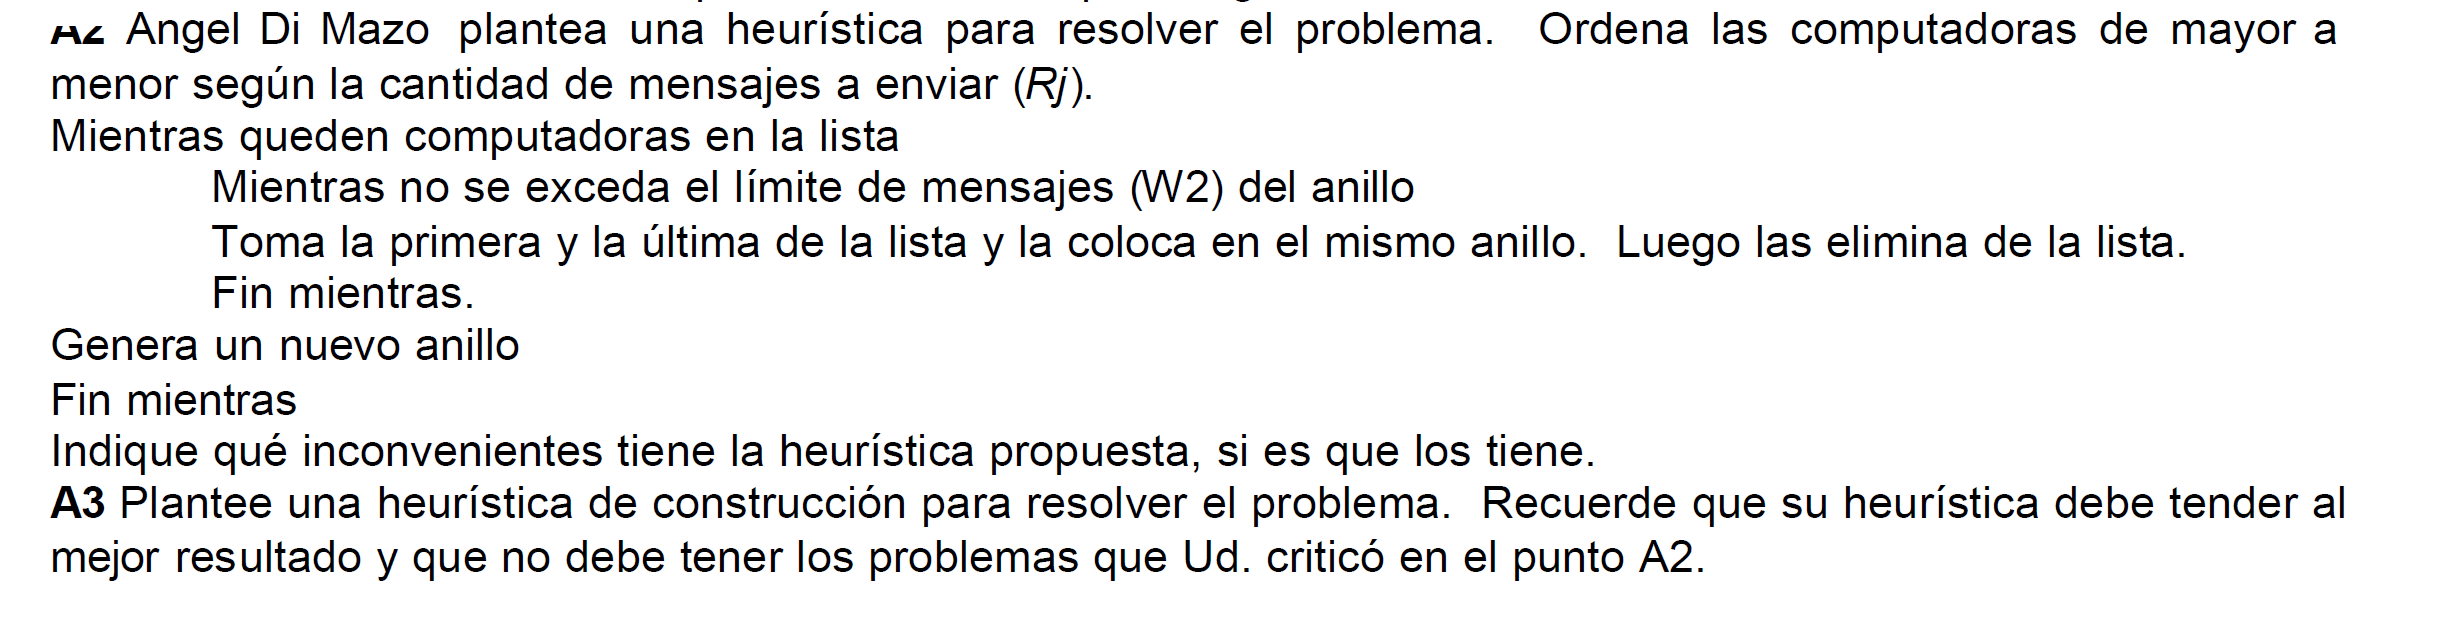 A2 Angel Di Mazo plantea una heurística para resolver el problema. Ordena las computadoras de mayor a
menor según la cantidad de mensajes a enviar (Rj).
Mientras queden computadoras en la lista
Mientras no se exceda el límite de mensajes (W2) del anillo
Toma la primera y la última de la lista y la coloca en el mismo anillo. Luego las elimina de la lista.
Fin mientras.
Genera un nuevo anillo
Fin mientras
Indique qué inconvenientes tiene la heurística propuesta, si es que los tiene.
A3 Plantee una heurística de construcción para resolver el problema. Recuerde que su heurística debe tender al
mejor resultado y que no debe tener los problemas que Ud. criticó en el punto A2.